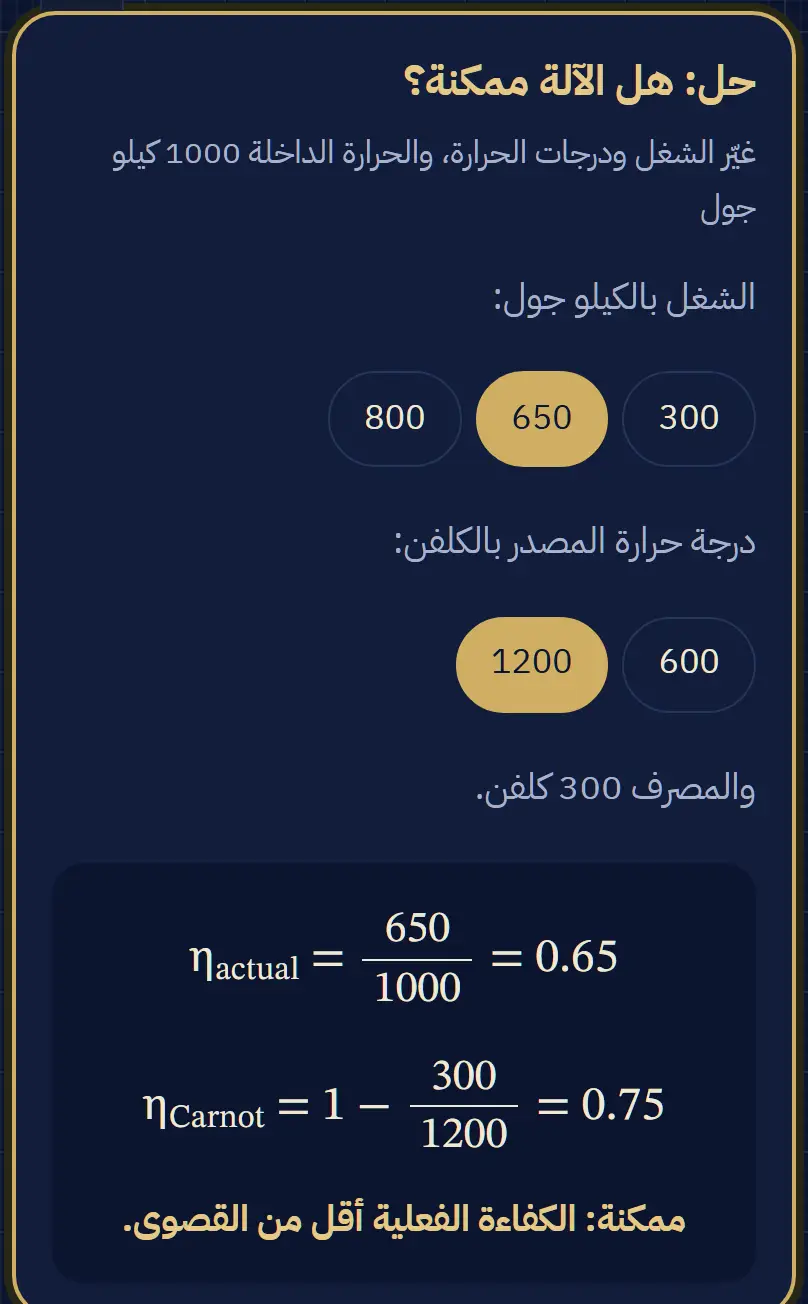 حل: هل الآلة ممكنة؟
غيّر الشغل ودرجات الحرارة، والحرارة الداخلة 1000 كيلو
جول
الشغل بالكيلو جول:
300 650 800
درجة حرارة المصدر بالكلفن:
600 1200
والمصرف 300 كلفن.
η_actual = 650/1000 = 0.65
η_Carnot = 1 − 300/1200 = 0.75
ممكنة: الكفاءة الفعلية أقل من القصوى.